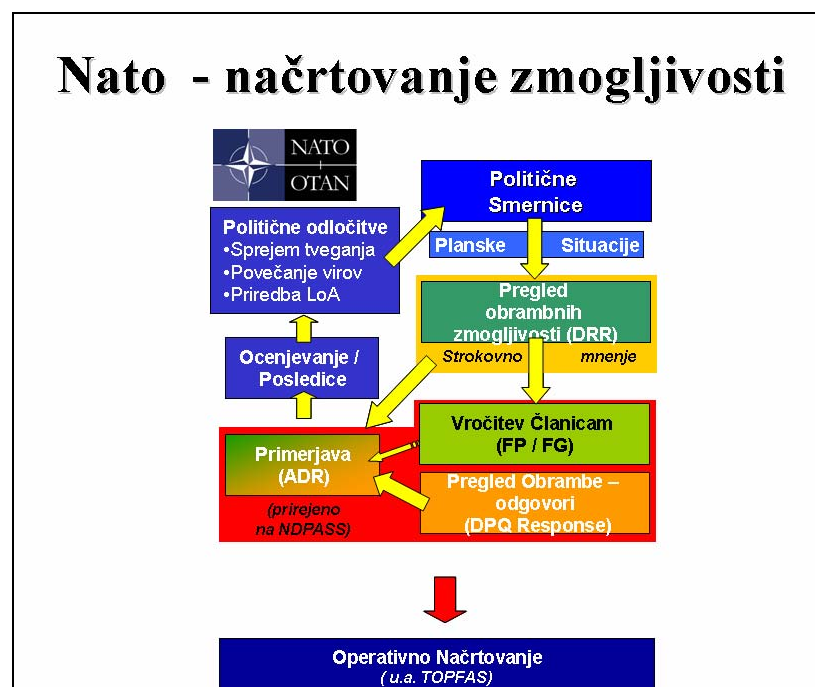 Nato - načrtovanje zmogljivosti
NATO
OTAN
Politične
Smernice
Politične odločitve
•Sprejem tveganja
•Povečanje virov
•Priredba LoA
Planske Situacije
Pregled
obrambnih
zmogljivosti (DRR)
Strokovno mnenje
Ocenjevanje /
Posledice
Vročitev Članicam
(FP / FG)
Primerjava
(ADR)
(prirejeno
na NDPASS)
Pregled Obrambe –
odgovori
(DPQ Response)
Operativno Načrtovanje
( u.a. TOPFAS)